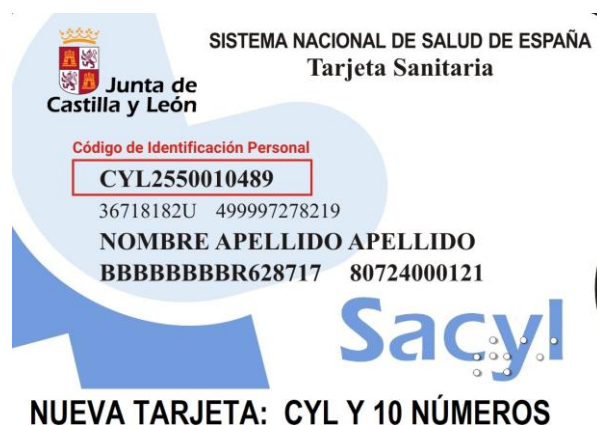 SISTEMA NACIONAL DE SALUD DE ESPAÑA
Tarjeta Sanitaria
Junta de
Castilla y León
Código de Identificación Personal
CYL2550010489
36718182U 499997278219
NOMBRE APELLIDO APELLIDO
BBBBBBBBR628717 80724000121
Sacyl
NUEVA TARJETA: CYL Y 10 NÚMEROS